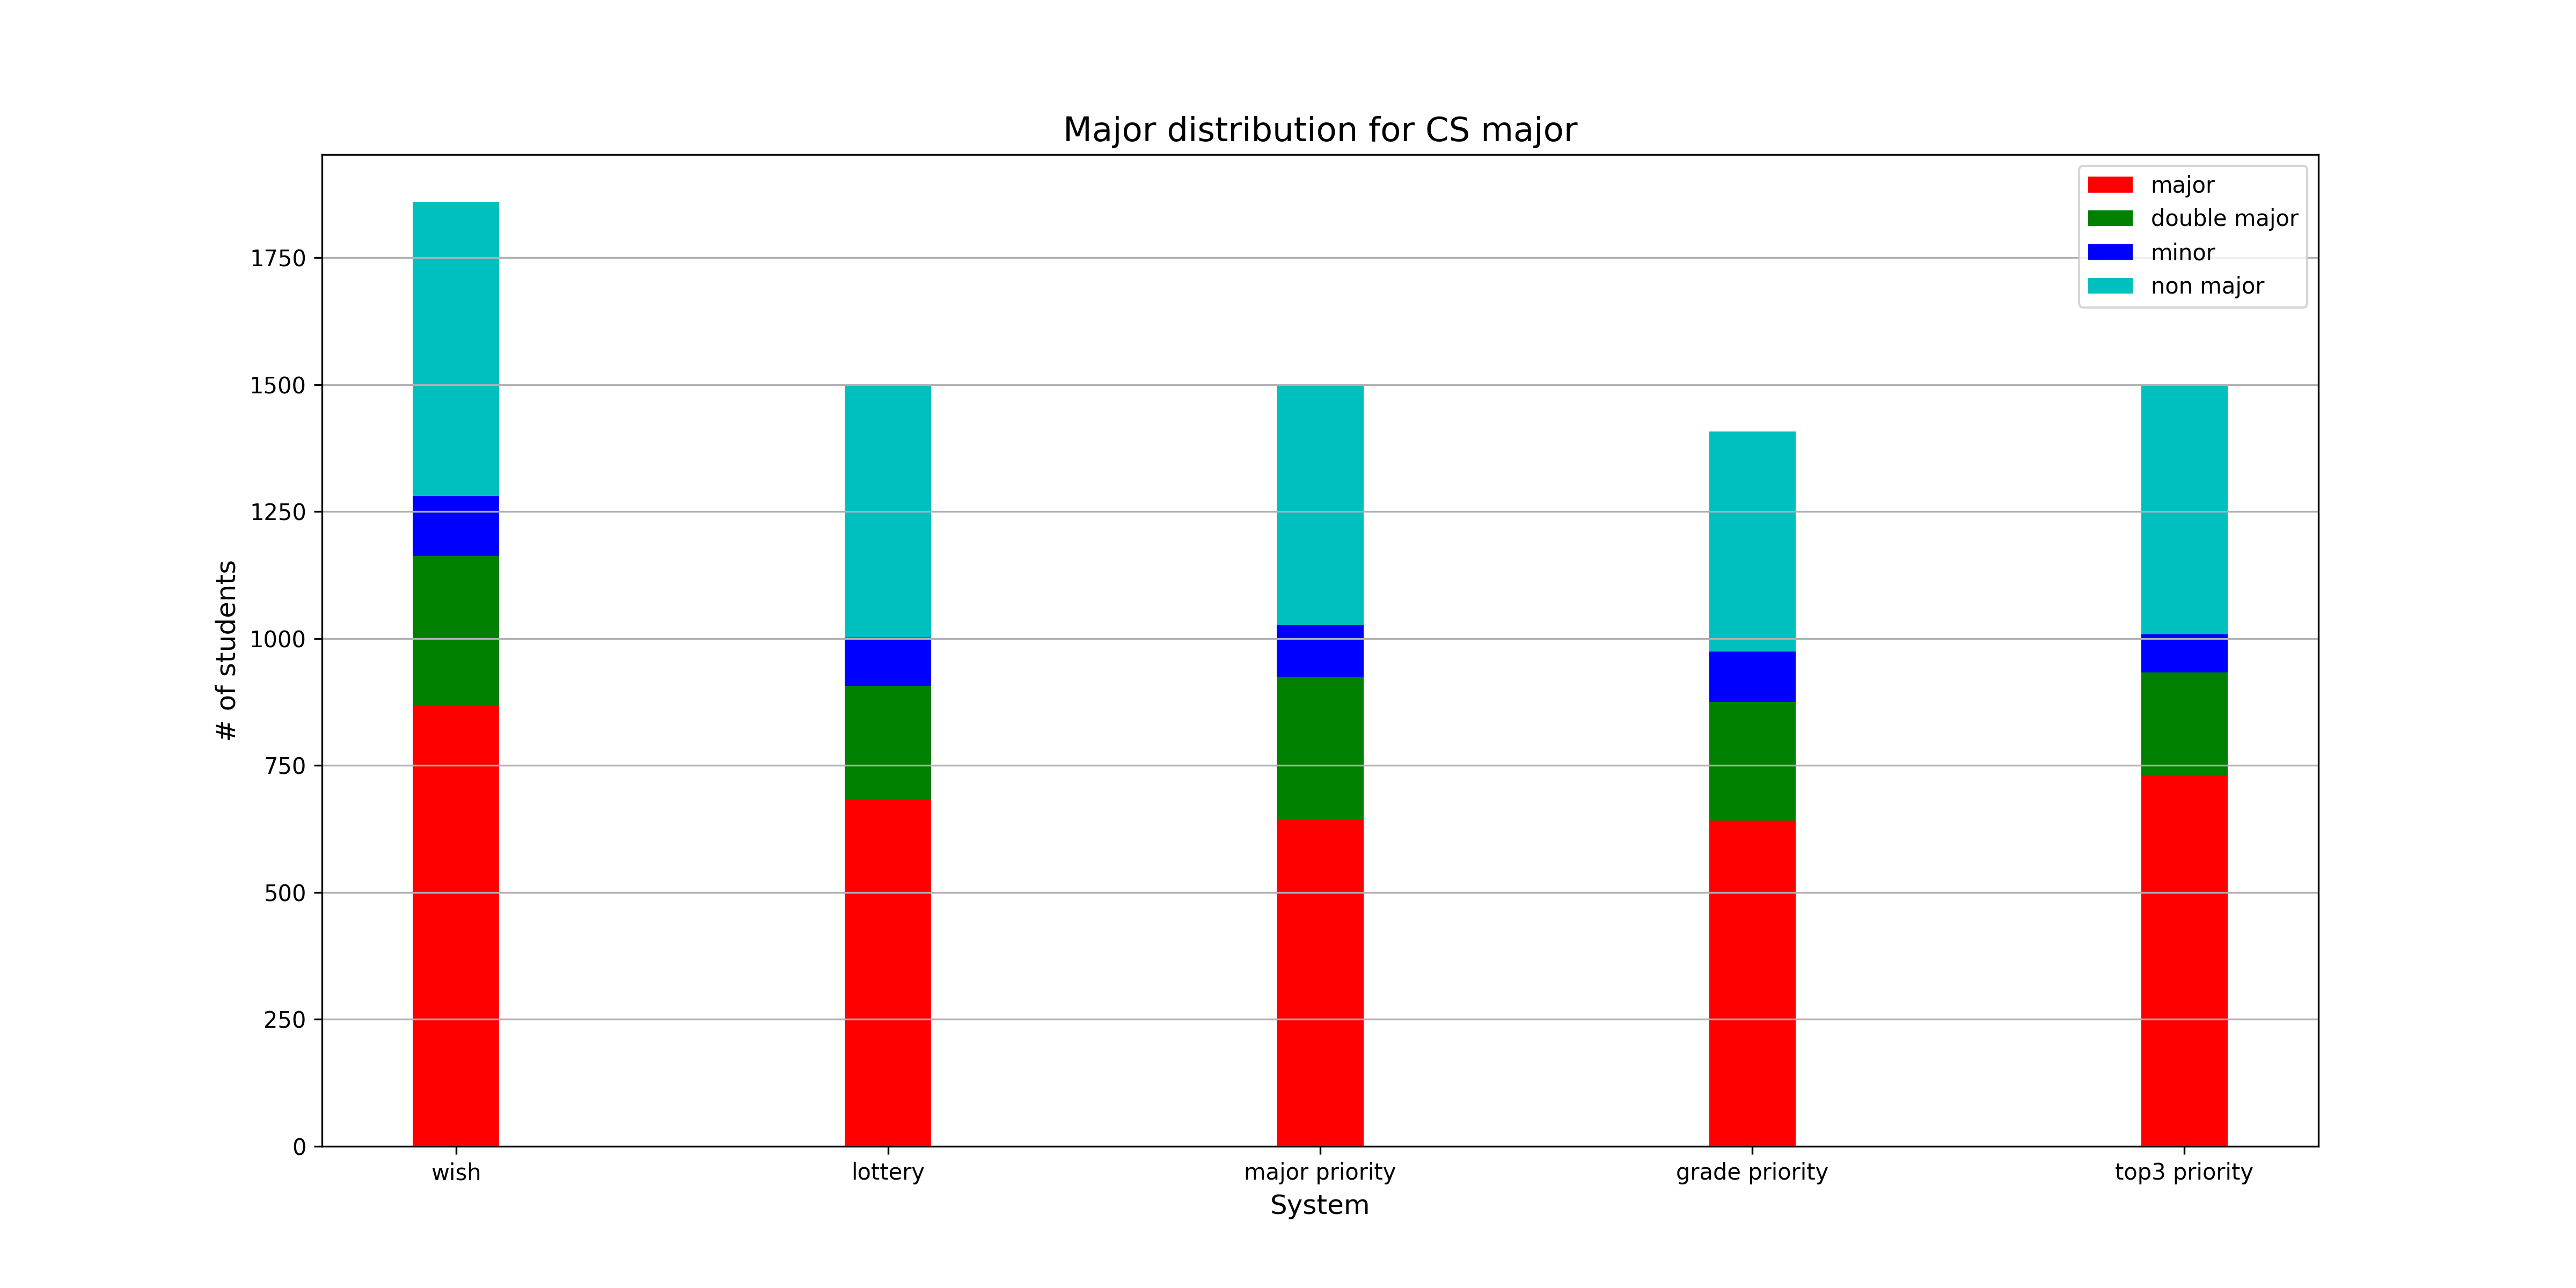 Major distribution for CS major
major
double major
minor
non major
1750
1500
1250
1000
750
500
250
0
# of students
wish
lottery
major priority
grade priority
top3 priority
System